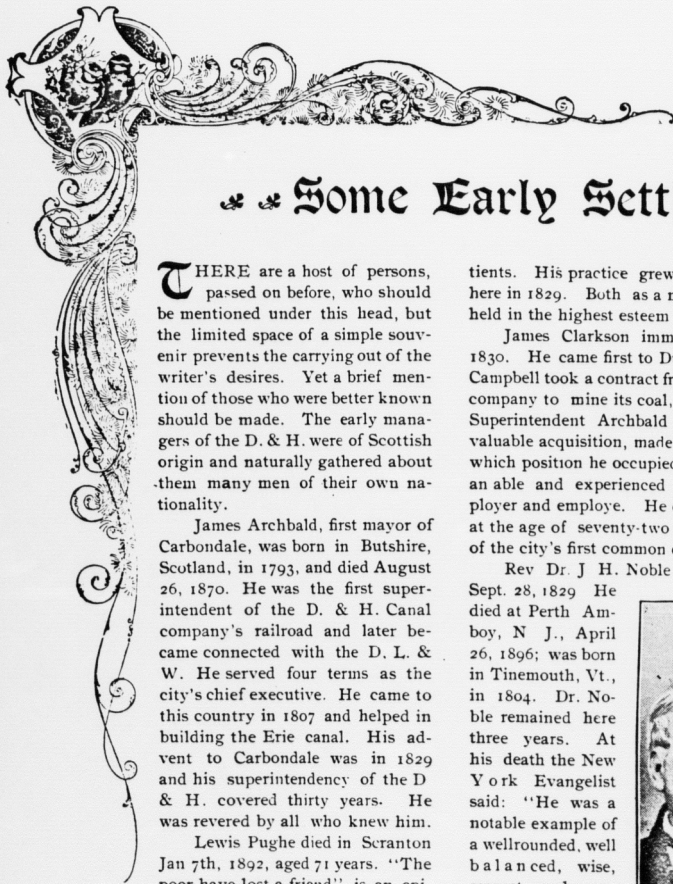 Some Early Sett
THERE are a host of persons,
passed on before, who should
be mentioned under this head, but
the limited space of a simple souv-
enir prevents the carrying out of the
writer's desires. Yet a brief men-
tion of those who were better known
should be made. The early mana-
gers of the D. & H. were of Scottish
origin and naturally gathered about
them many men of their own na-
tionality.
James Archbald, first mayor of
Carbondale, was born in Butshire,
Scotland, in 1793, and died August
26, 1870. He was the first super-
intendent of the D. & H. Canal
company's railroad and later be-
came connected with the D. L. &
W. He served four terms as the
city's chief executive. He came to
this country in 1807 and helped in
building the Erie canal. His ad-
vent to Carbondale was in 1829
and his superintendency of the D
& H. covered thirty years. He
was revered by all who knew him.
Lewis Pughe died in Scranton
Jan 7th, 1892, aged 71 years. "The
poor have lost a friend" is an epi-
tients. His practice grew
here in 1829. Both as a
held in the highest esteem
James Clarkson imm
1830. He came first to D
Campbell took a contract fr
company to mine its coal,
Superintendent Archbald
valuable acquisition, made
which position he occupied
an able and experienced
ployer and employe. He
at the age of seventy-two
of the city's first common
Rev Dr. J H. Noble
Sept. 28, 1829 He
died at Perth Am-
boy, N J., April
26, 1896; was born
in Tinemouth, Vt.,
in 1804. Dr. No-
ble remained here
three years. At
his death the New
York Evangelist
said: "He was a
notable example of
a wellrounded, well
balanced, wise,